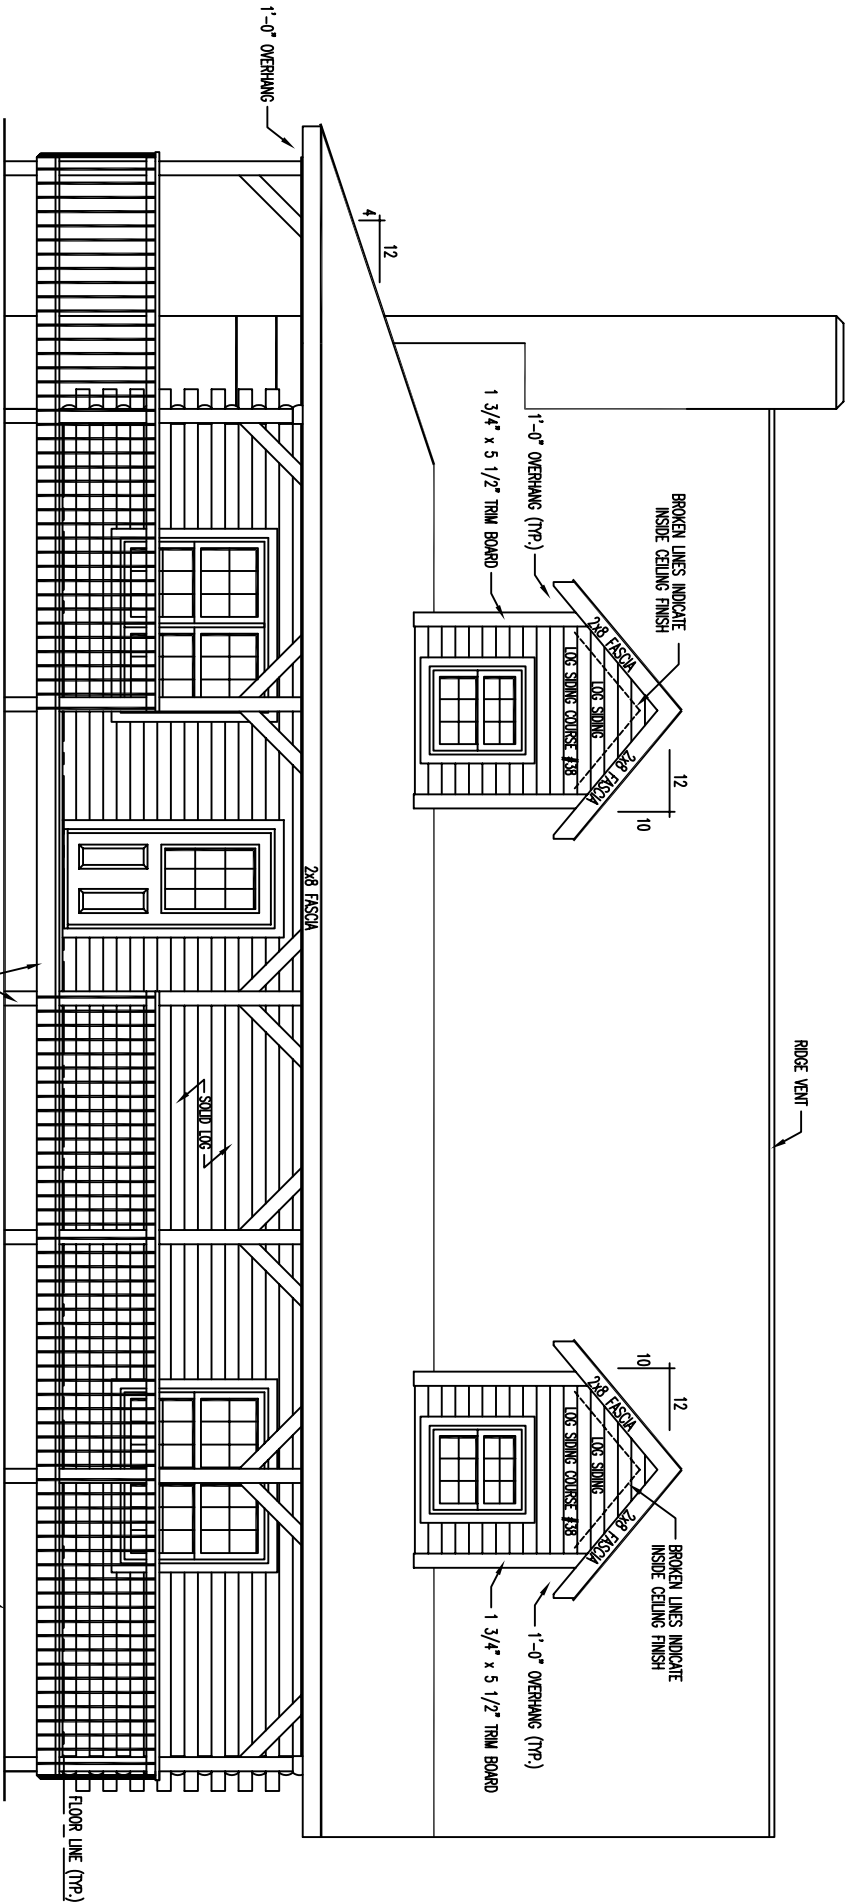 RIDGE VENT
BROKEN LINES INDICATE
INSIDE CEILING FINISH
12
10
2x8 FASCIA
2x8 FASCIA
LOG SIDING
LOG SIDING COURSE #38
1'-0" OVERHANG (TYP.)
1 3/4" x 5 1/2" TRIM BOARD
12
10
2x8 FASCIA
2x8 FASCIA
LOG SIDING
LOG SIDING COURSE #38
BROKEN LINES INDICATE
INSIDE CEILING FINISH
1'-0" OVERHANG (TYP.)
1 3/4" x 5 1/2" TRIM BOARD
12
4
1'-0" OVERHANG
2x8 FASCIA
SOLID LOG
FLOOR LINE (TYP.)